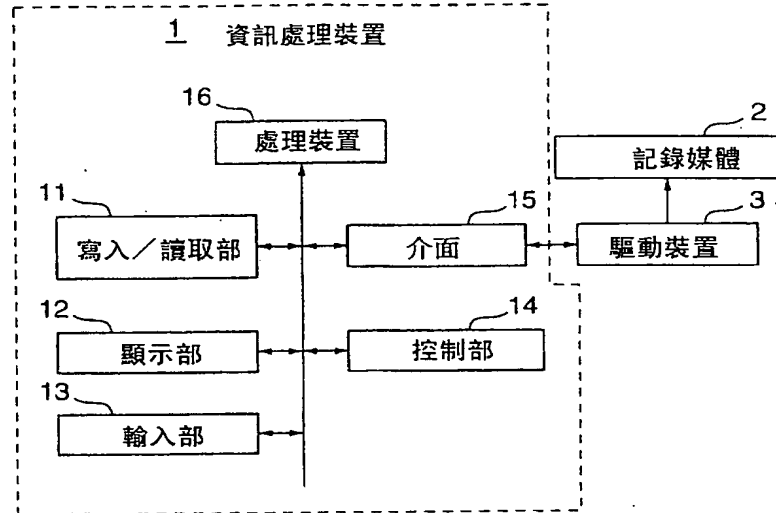 1 資訊處理裝置
16
處理裝置
2
記錄媒體
11
寫入／讀取部
15
介面
3
驅動裝置
12
顯示部
14
控制部
13
輸入部